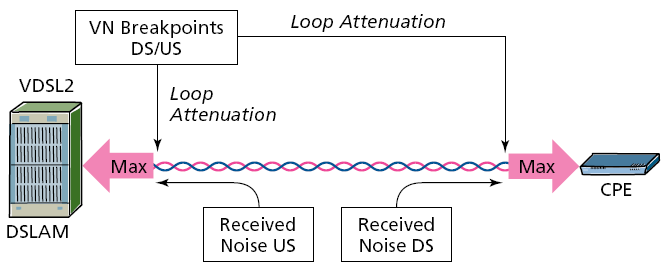 VN Breakpoints
DS/US
Loop Attenuation
Loop
Attenuation
VDSL2
Max
Max
DSLAM
CPE
Received
Noise US
Received
Noise DS